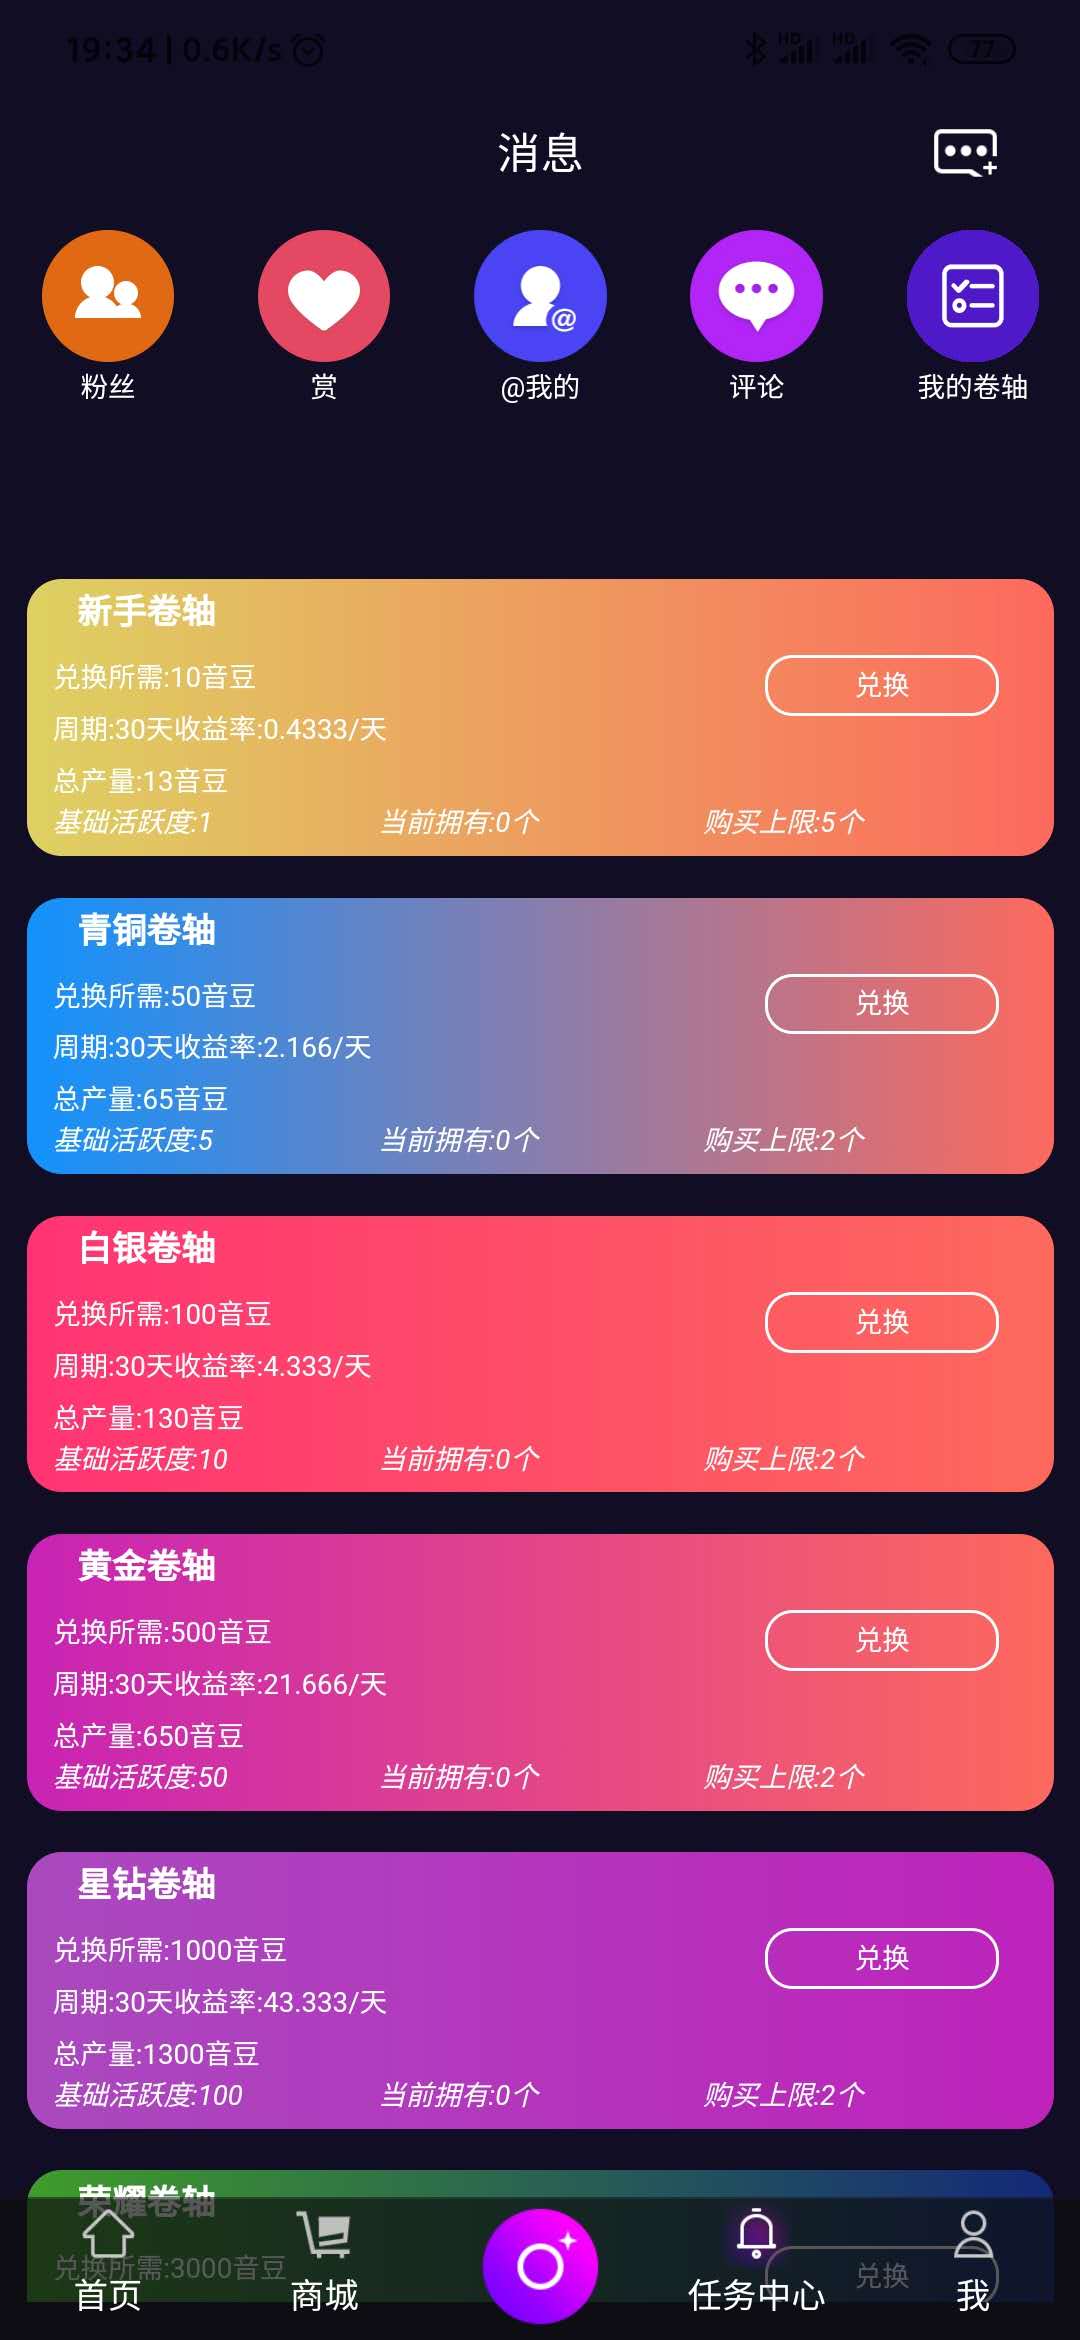 19:34 | 0.6K/s
HD HD 77
消息
粉丝 赏 @我的 评论 我的卷轴
新手卷轴
兑换所需:10音豆
兑换
周期:30天收益率:0.4333/天
总产量:13音豆
基础活跃度:1 当前拥有:0个 购买上限:5个
青铜卷轴
兑换所需:50音豆
兑换
周期:30天收益率:2.166/天
总产量:65音豆
基础活跃度:5 当前拥有:0个 购买上限:2个
白银卷轴
兑换所需:100音豆
兑换
周期:30天收益率:4.333/天
总产量:130音豆
基础活跃度:10 当前拥有:0个 购买上限:2个
黄金卷轴
兑换所需:500音豆
兑换
周期:30天收益率:21.666/天
总产量:650音豆
基础活跃度:50 当前拥有:0个 购买上限:2个
星钻卷轴
兑换所需:1000音豆
兑换
周期:30天收益率:43.333/天
总产量:1300音豆
基础活跃度:100 当前拥有:0个 购买上限:2个
荣耀卷轴
兑换所需:3000音豆
兑换
首页 商城 任务中心 我